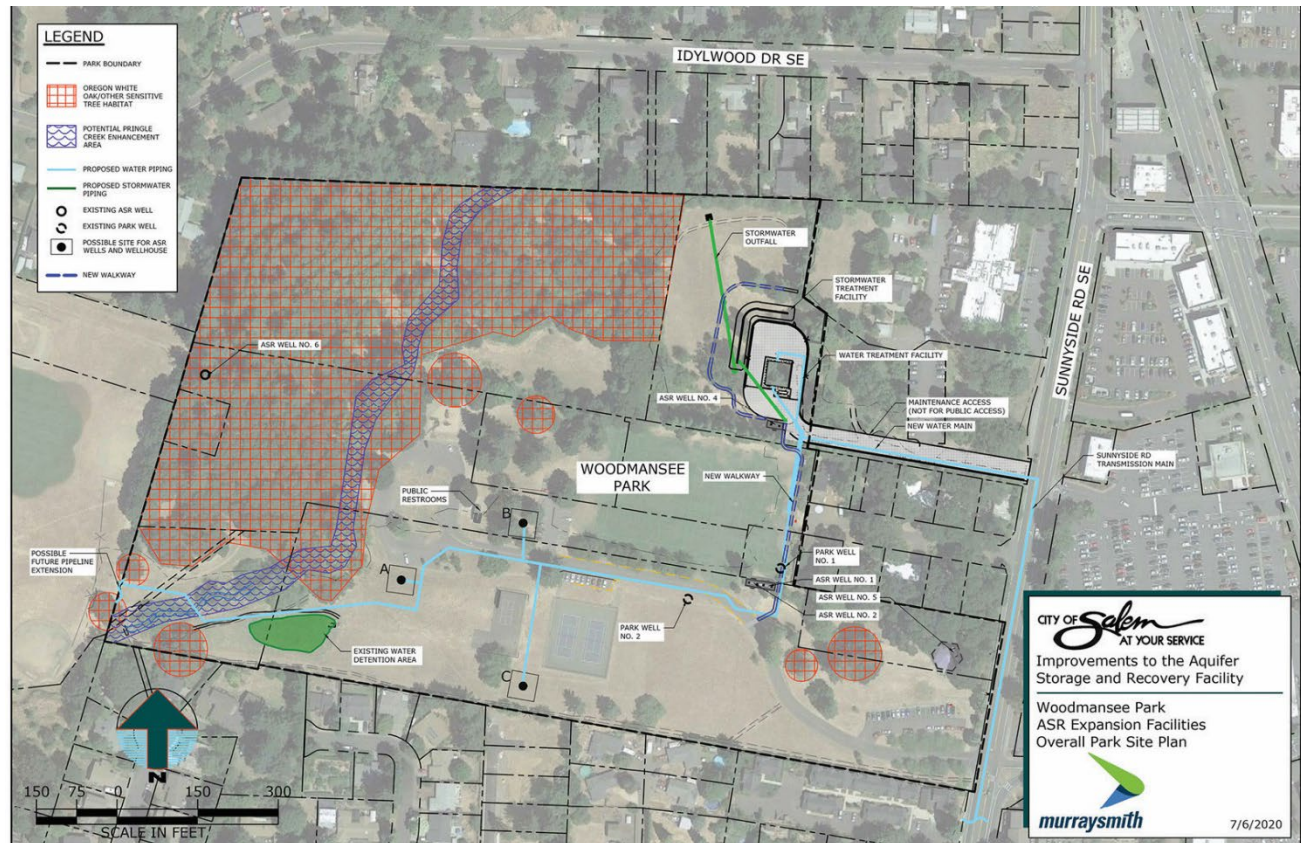 LEGEND
PARK BOUNDARY
OREGON WHITE
OAK/OTHER SENSITIVE
TREE HABITAT
POTENTIAL PRINGLE
CREEK ENHANCEMENT
AREA
PROPOSED WATER PIPING
PROPOSED STORMWATER
PIPING
EXISTING ASR WELL
EXISTING PARK WELL
POSSIBLE SITE FOR ASR
WELLS AND WELLHOUSE
NEW WALKWAY
IDYLWOOD DR SE
SUNNYSIDE RD SE
STORMWATER
OUTFALL
STORMWATER
TREATMENT
FACILITY
WATER TREATMENT FACILITY
ASR WELL NO. 6
ASR WELL NO. 4
MAINTENANCE ACCESS
(NOT FOR PUBLIC ACCESS)
NEW WATER MAIN
SUNNYSIDE RD
TRANSMISSION MAIN
WOODMANSEE
PARK
NEW WALKWAY
PUBLIC
RESTROOMS
B
A
C
POSSIBLE
FUTURE PIPELINE
EXTENSION
PARK WELL
NO. 1
ASR WELL NO. 1
ASR WELL NO. 5
ASR WELL NO. 2
PARK WELL
NO. 2
EXISTING WATER
DETENTION AREA
N
150 75 0 150 300
SCALE IN FEET
CITY OF Salem
AT YOUR SERVICE
Improvements to the Aquifer
Storage and Recovery Facility
Woodmansee Park
ASR Expansion Facilities
Overall Park Site Plan
murraysmith
7/6/2020